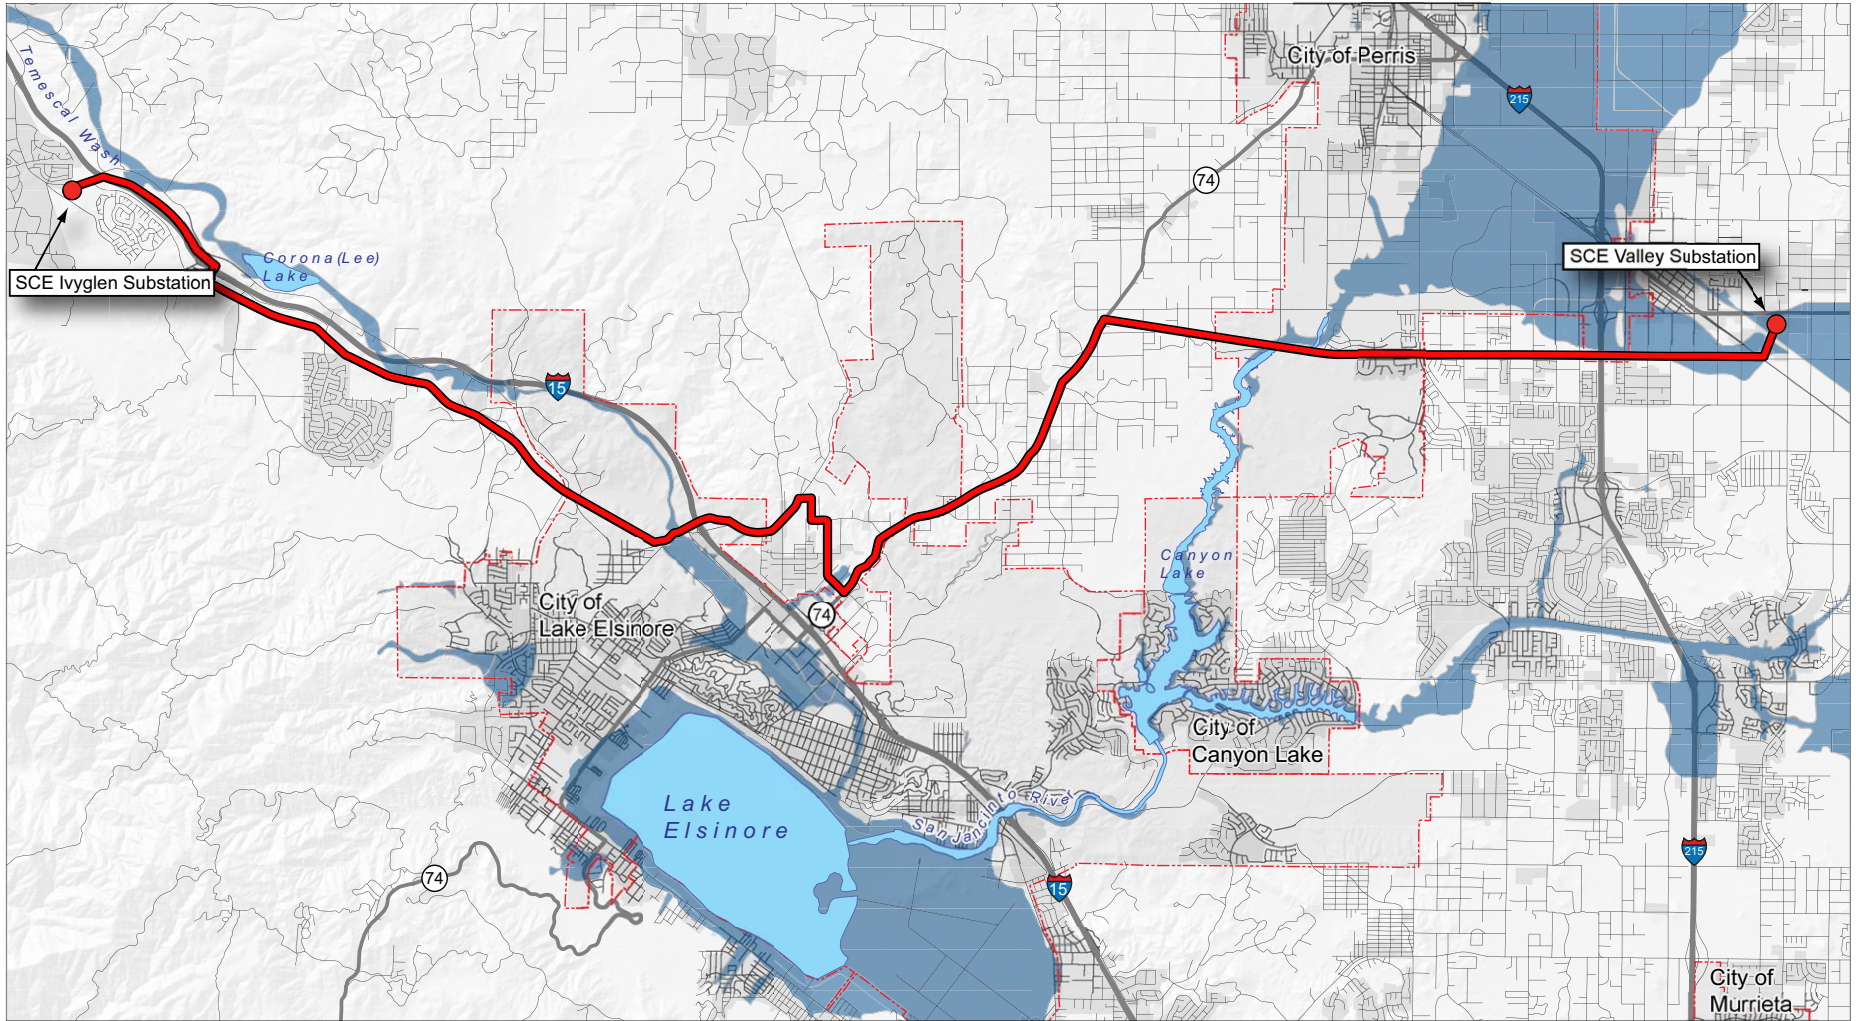 City of Perris
215
Temescal Wash
74
SCE Ivyglen Substation
Corona (Lee)
Lake
SCE Valley Substation
15
Canyon
Lake
City of
Lake Elsinore
74
City of
Canyon Lake
Lake
Elsinore
San Jancinto River
215
74
15
City of
Murrieta